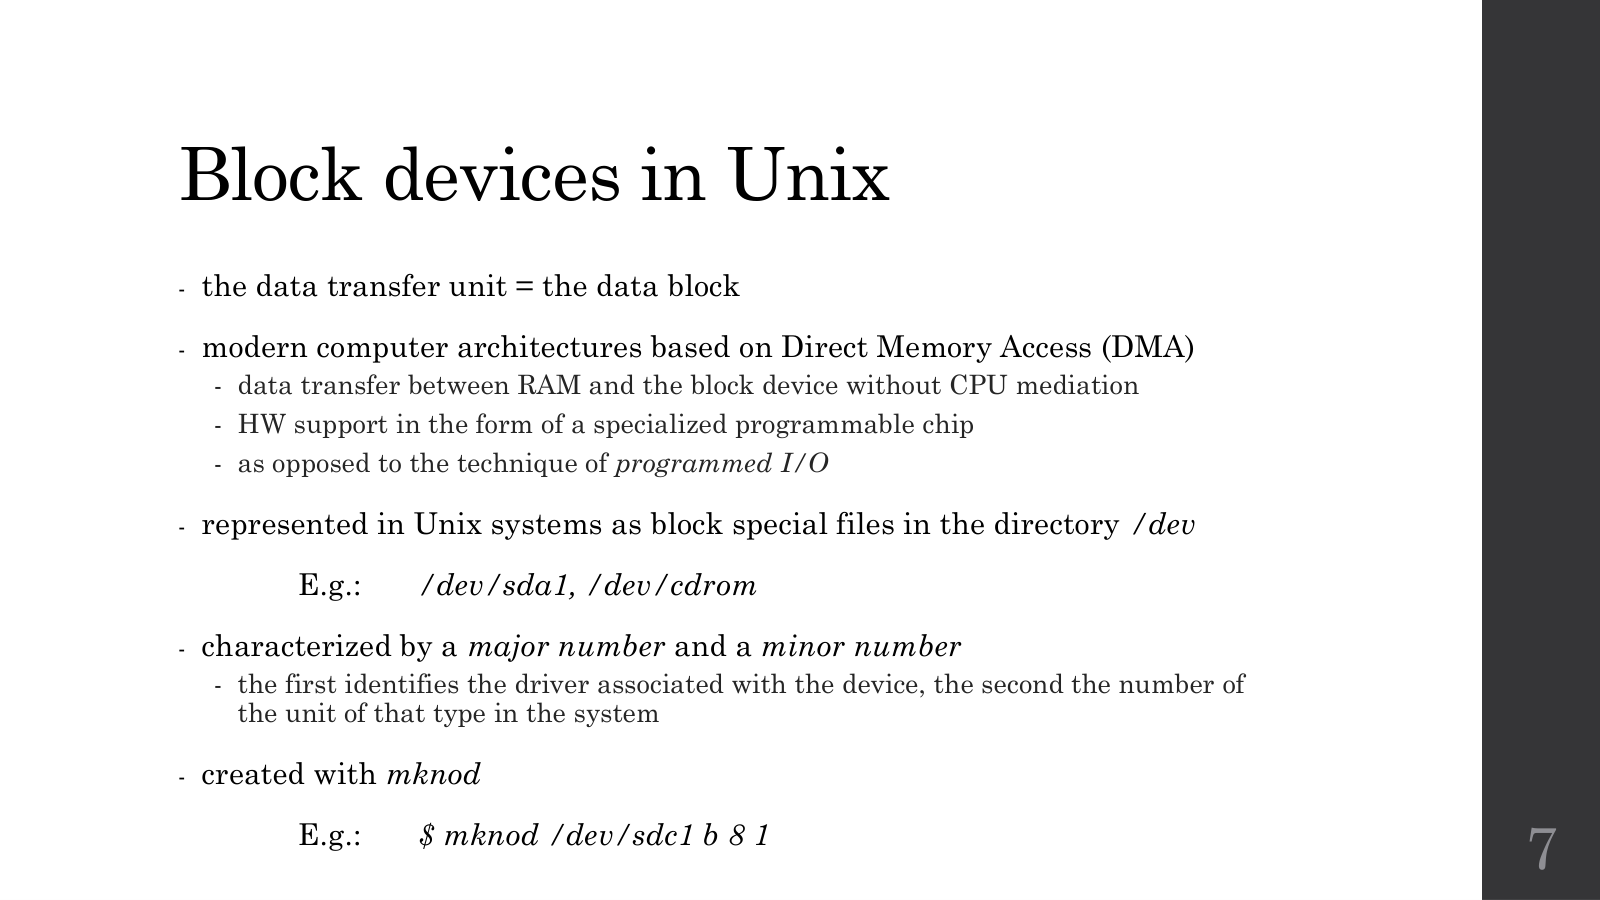 Block devices in Unix
- the data transfer unit = the data block
- modern computer architectures based on Direct Memory Access (DMA)
- data transfer between RAM and the block device without CPU mediation
- HW support in the form of a specialized programmable chip
- as opposed to the technique of programmed I/O
- represented in Unix systems as block special files in the directory /dev
E.g.: /dev/sda1, /dev/cdrom
- characterized by a major number and a minor number
- the first identifies the driver associated with the device, the second the number of
the unit of that type in the system
- created with mknod
E.g.: $ mknod /dev/sdc1 b 8 1
7